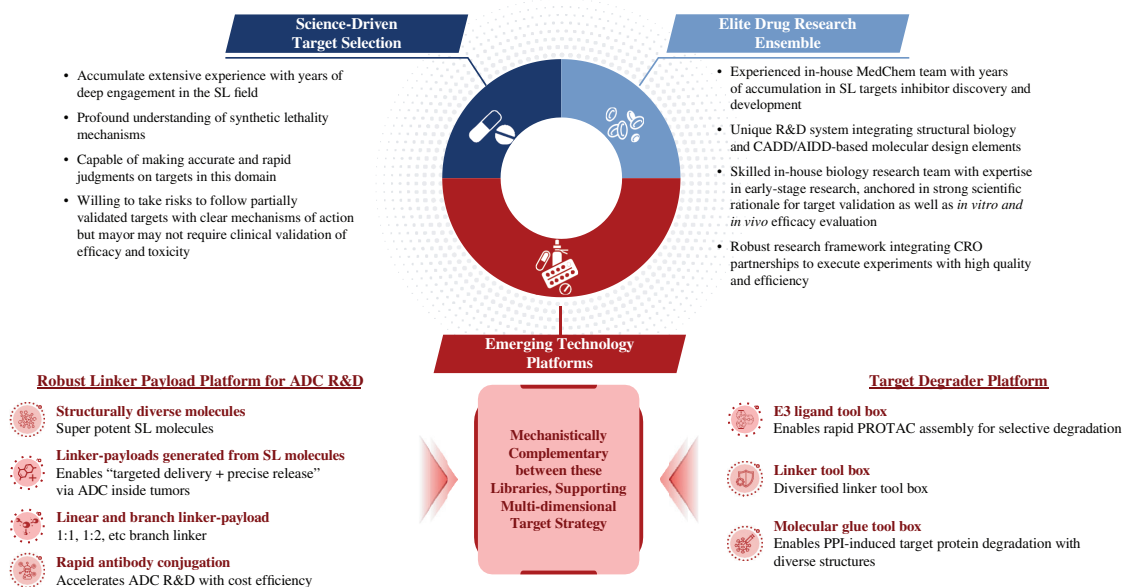 Science-Driven
Target Selection
• Accumulate extensive experience with years of
deep engagement in the SL field
• Profound understanding of synthetic lethality
mechanisms
• Capable of making accurate and rapid
judgments on targets in this domain
• Willing to take risks to follow partially
validated targets with clear mechanisms of action
but mayor may not require clinical validation of
efficacy and toxicity
Elite Drug Research
Ensemble
• Experienced in-house MedChem team with years
of accumulation in SL targets inhibitor discovery and
development
• Unique R&D system integrating structural biology
and CADD/AIDD-based molecular design elements
• Skilled in-house biology research team with expertise
in early-stage research, anchored in strong scientific
rationale for target validation as well as in vitro and
in vivo efficacy evaluation
• Robust research framework integrating CRO
partnerships to execute experiments with high quality
and efficiency
Emerging Technology
Platforms
Robust Linker Payload Platform for ADC R&D
Structurally diverse molecules
Super potent SL molecules
Linker-payloads generated from SL molecules
Enables “targeted delivery + precise release”
via ADC inside tumors
Linear and branch linker-payload
1:1, 1:2, etc branch linker
Rapid antibody conjugation
Accelerates ADC R&D with cost efficiency
Mechanistically
Complementary
between these
Libraries, Supporting
Multi-dimensional
Target Strategy
Target Degrader Platform
E3 ligand tool box
Enables rapid PROTAC assembly for selective degradation
Linker tool box
Diversified linker tool box
Molecular glue tool box
Enables PPI-induced target protein degradation with
diverse structures